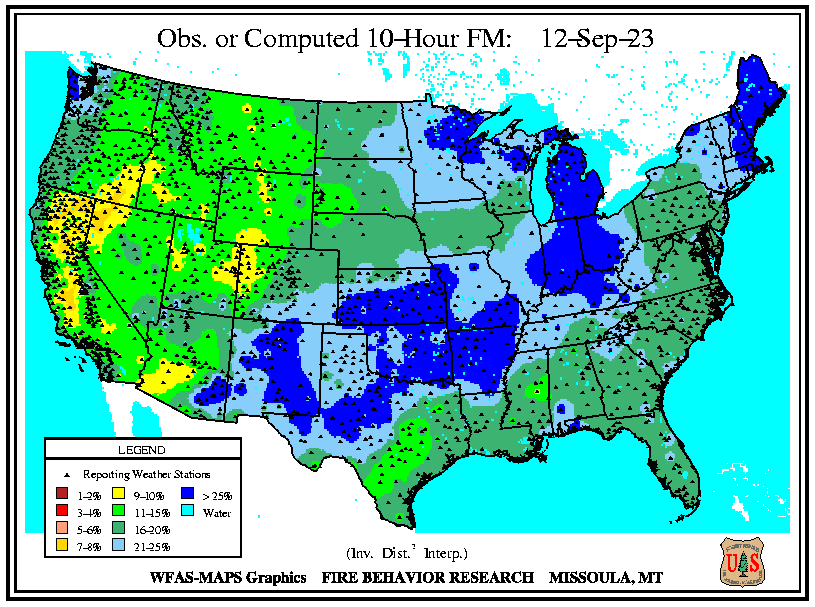 Obs. or Computed 10-Hour FM: 12-Sep-23
LEGEND
Reporting Weather Stations
1-2% 9-10% > 25%
3-4% 11-15% Water
5-6% 16-20%
7-8% 21-25%
(Inv. Dist.² Interp.)
WFAS-MAPS Graphics FIRE BEHAVIOR RESEARCH MISSOULA, MT
U S